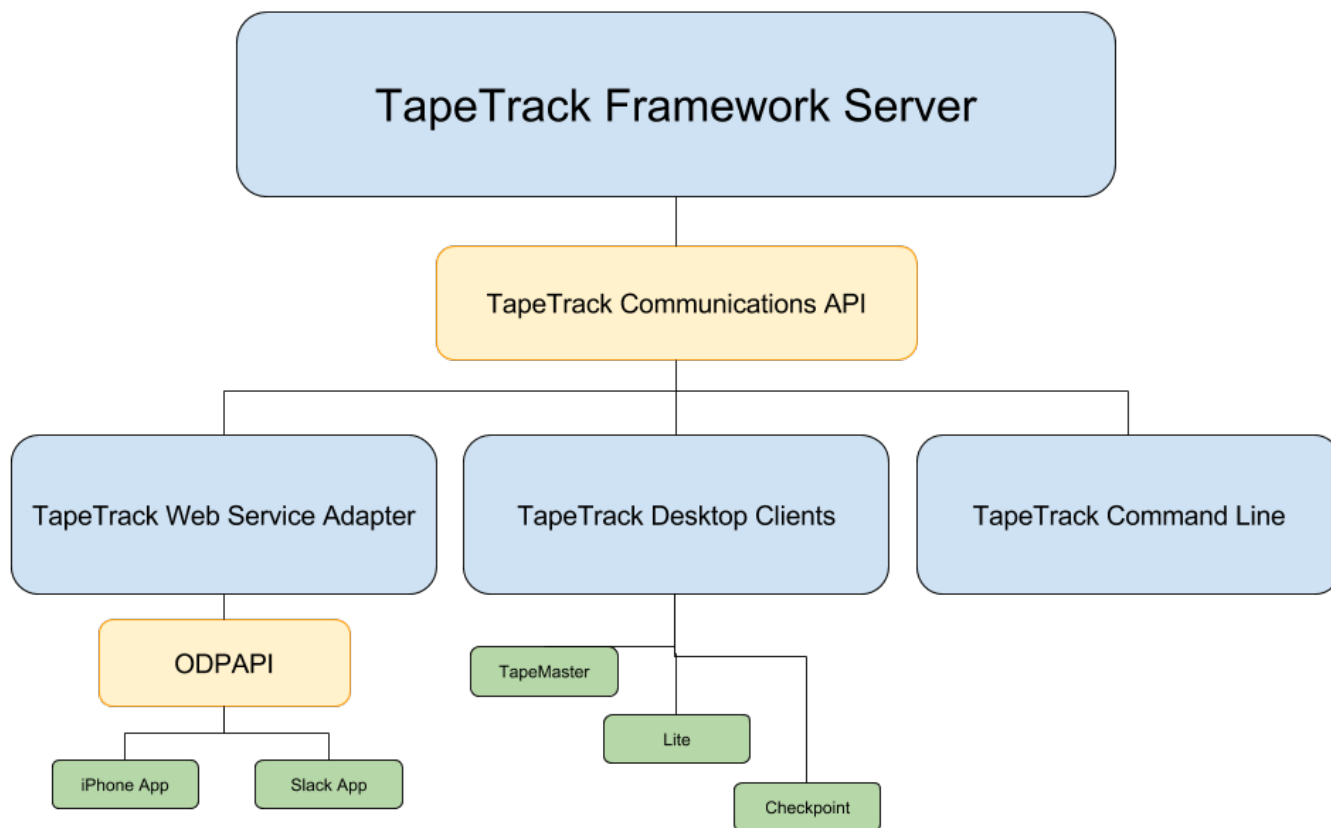 TapeTrack Framework Server
TapeTrack Communications API
TapeTrack Web Service Adapter
TapeTrack Desktop Clients
TapeTrack Command Line
ODPAPI
TapeMaster
Lite
iPhone App
Slack App
Checkpoint